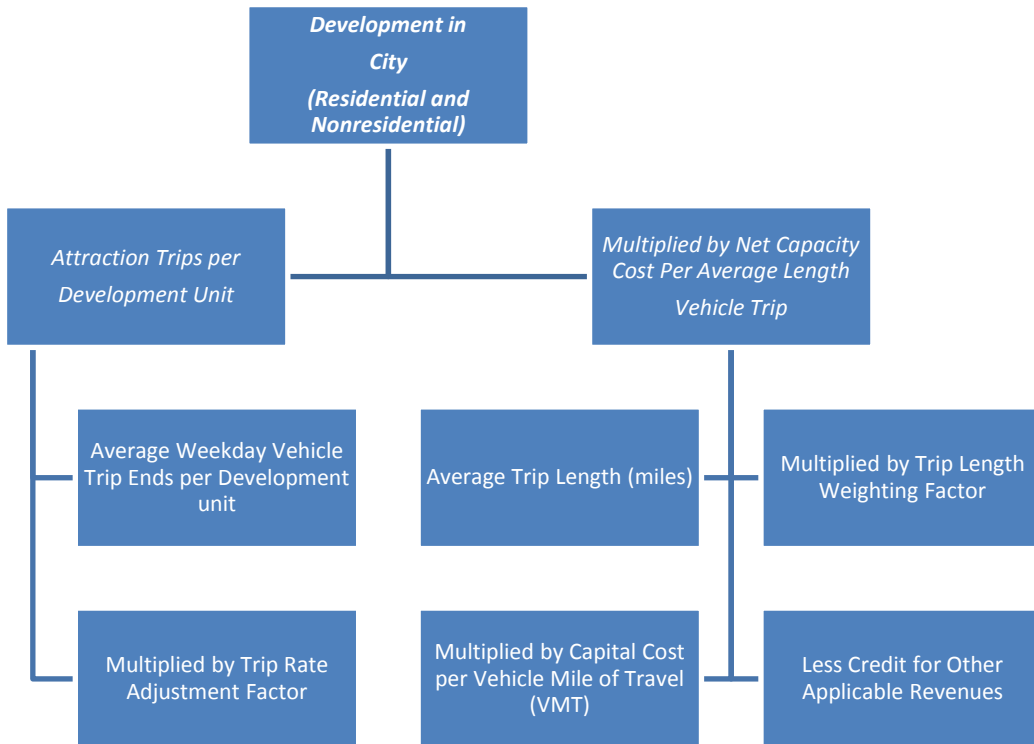 Development in
City
(Residential and
Nonresidential)
Attraction Trips per
Development Unit
Multiplied by Net Capacity
Cost Per Average Length
Vehicle Trip
Average Weekday Vehicle
Trip Ends per Development
unit
Average Trip Length (miles)
Multiplied by Trip Length
Weighting Factor
Multiplied by Trip Rate
Adjustment Factor
Multiplied by Capital Cost
per Vehicle Mile of Travel
(VMT)
Less Credit for Other
Applicable Revenues